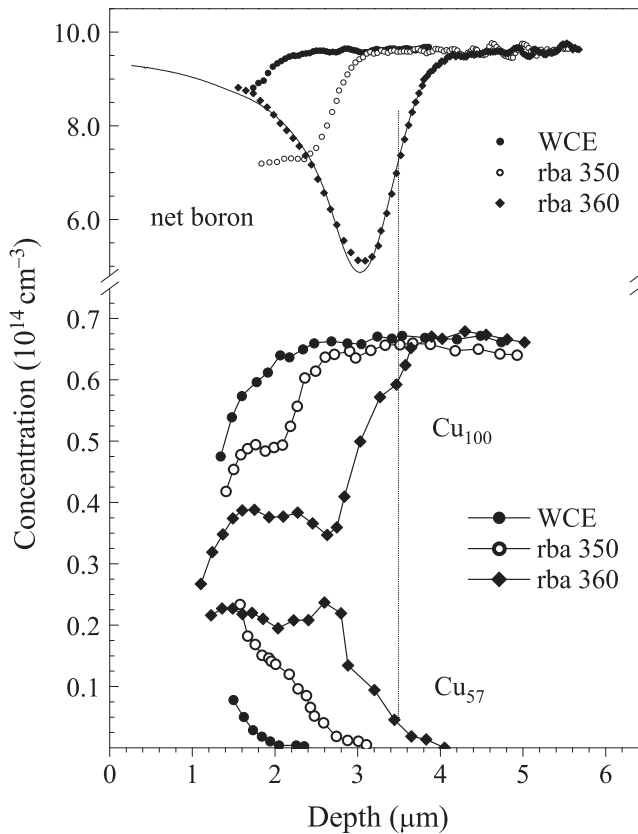 10.0
8.0
6.0
net boron
WCE
rba 350
rba 360
0.7
0.6
0.5
0.4
0.3
0.2
0.1
Concentration (10¹⁴ cm⁻³)
Cu₁₀₀
WCE
rba 350
rba 360
Cu₅₇
0 1 2 3 4 5 6
Depth (μm)